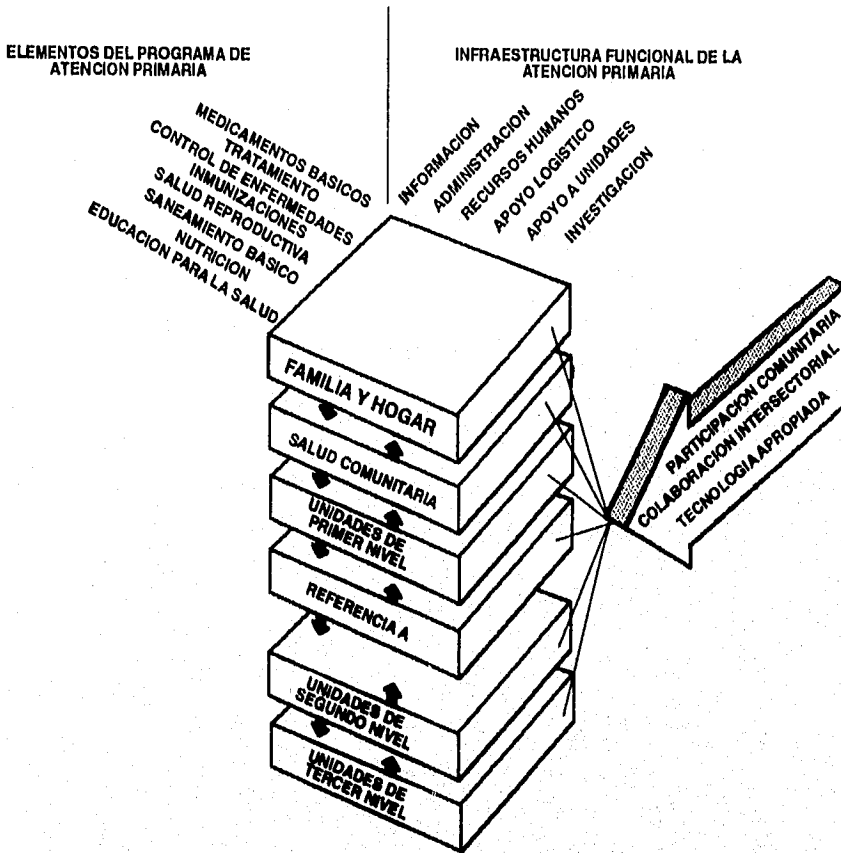 ELEMENTOS DEL PROGRAMA DE
ATENCION PRIMARIA
INFRAESTRUCTURA FUNCIONAL DE LA
ATENCION PRIMARIA
MEDICAMENTOS BASICOS
TRATAMIENTO
CONTROL DE ENFERMEDADES
INMUNIZACIONES
SALUD REPRODUCTIVA
SANEAMIENTO BASICO
NUTRICION
EDUCACION PARA LA SALUD
INFORMACION
ADMINISTRACION
RECURSOS HUMANOS
APOYO LOGISTICO
APOYO A UNIDADES
INVESTIGACION
FAMILIA Y HOGAR
SALUD COMUNITARIA
UNIDADES DE
PRIMER NIVEL
REFERENCIA A
UNIDADES DE
SEGUNDO NIVEL
UNIDADES DE
TERCER NIVEL
PARTICIPACION COMUNITARIA
COLABORACION INTERSECTORIAL
TECNOLOGIA APROPIADA